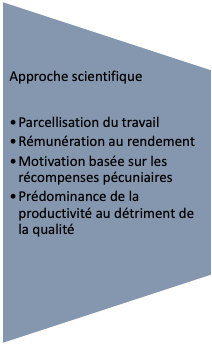 Approche scientifique
•Parcellisation du travail
•Rémunération au rendement
•Motivation basée sur les
récompenses pécuniaires
•Prédominance de la
productivité au détriment de
la qualité